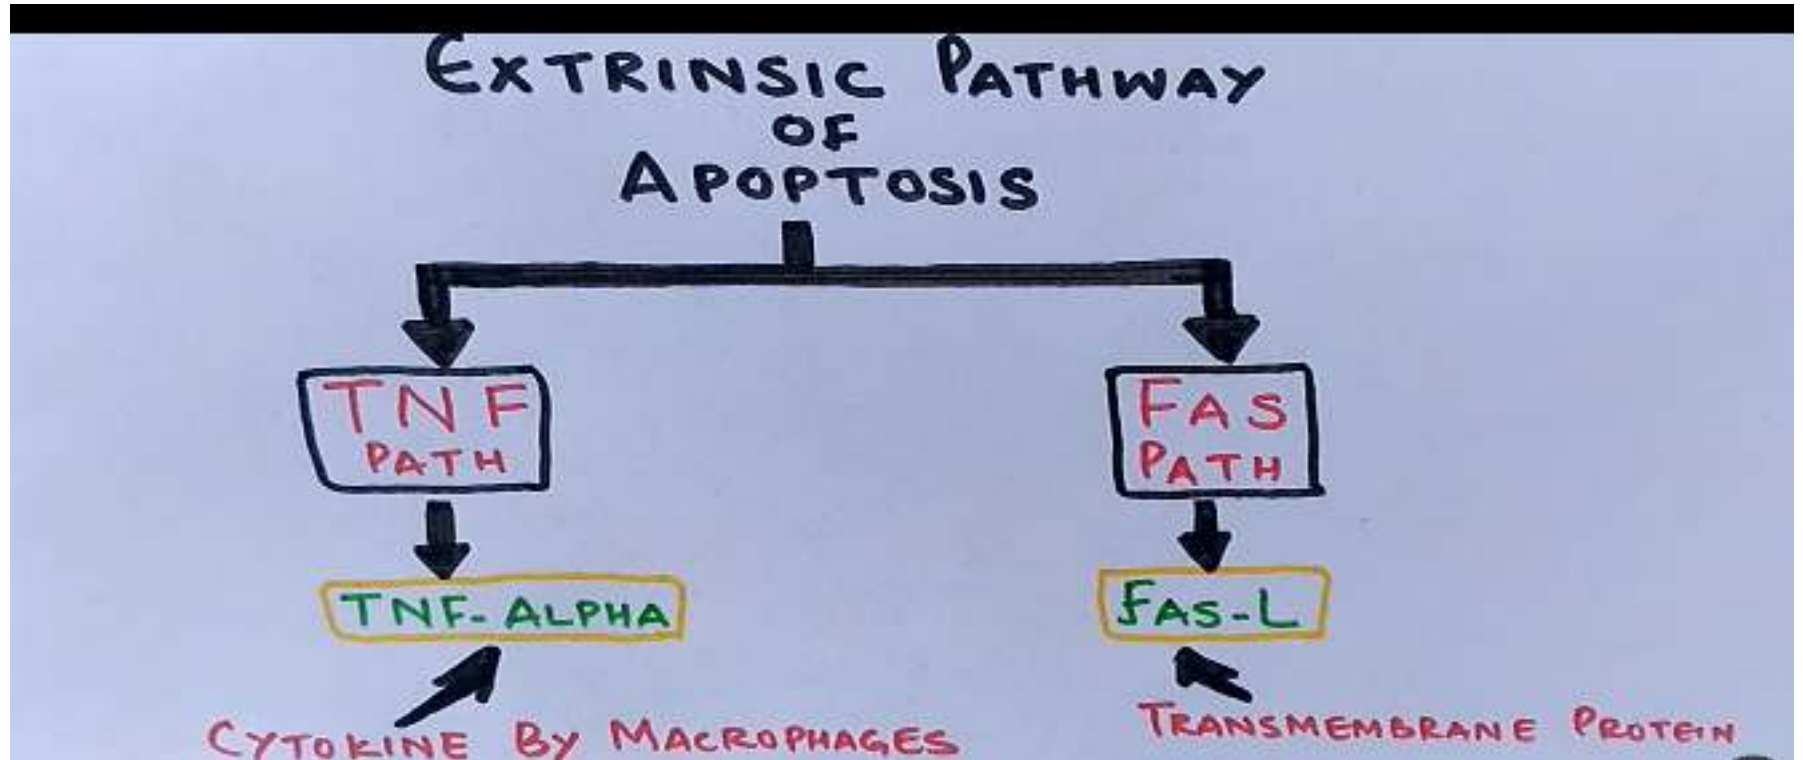 EXTRINSIC PATHWAY
OF
APOPTOSIS
TNF
PATH
FAS
PATH
TNF-ALPHA
FAS-L
CYTOKINE BY MACROPHAGES
TRANSMEMBRANE PROTEIN